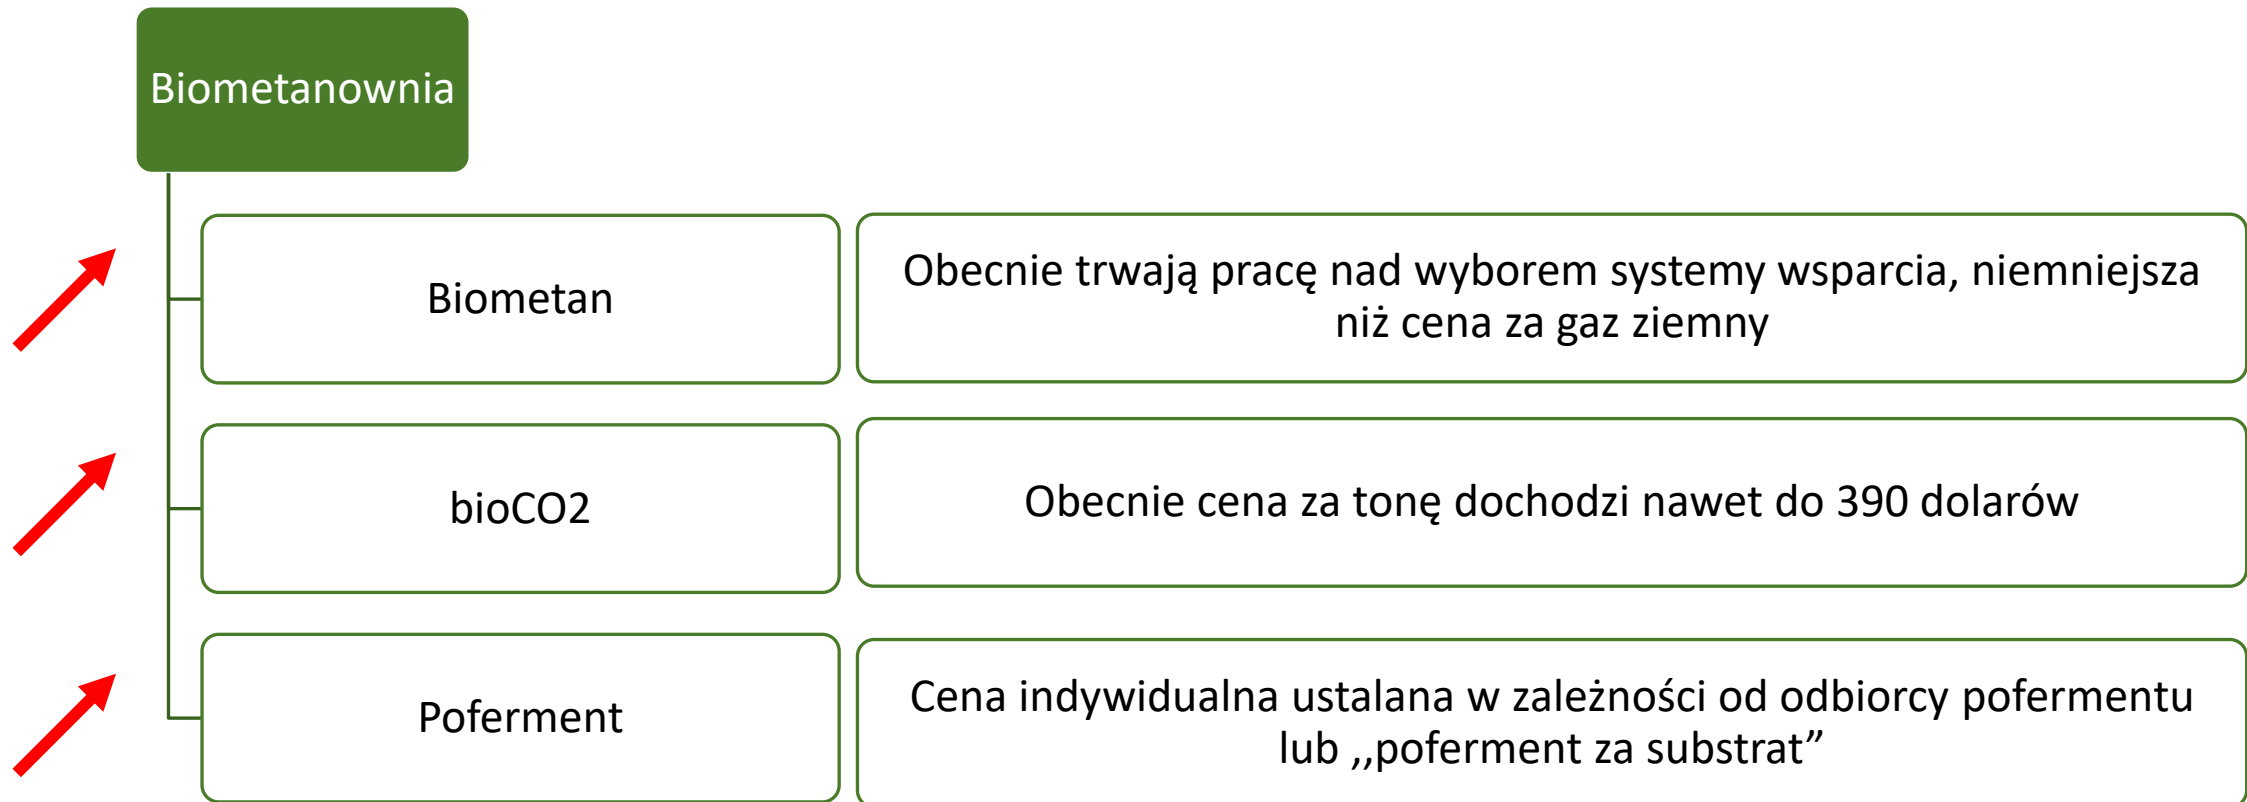 Biometanownia
Biometan
Obecnie trwają pracę nad wyborem systemy wsparcia, niemniejsza
niż cena za gaz ziemny
bioCO2
Obecnie cena za tonę dochodzi nawet do 390 dolarów
Poferment
Cena indywidualna ustalana w zależności od odbiorcy pofermentu
lub ,,poferment za substrat”